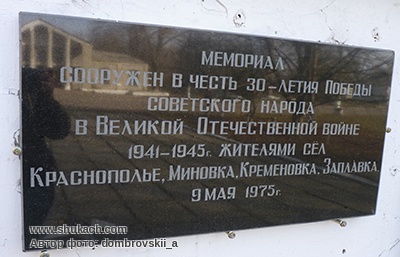 МЕМОРИАЛ
СООРУЖЕН В ЧЕСТЬ 30-ЛЕТИЯ ПОБЕДЫ
СОВЕТСКОГО НАРОДА
В ВЕЛИКОЙ ОТЕЧЕСТВЕННОЙ ВОЙНЕ
1941-1945г. ЖИТЕЛЯМИ СЕЛ
КРАСНОПОЛЬЕ, МИНОВКА, КРЕМЕНОВКА, ЗАПЛАВКА
9 МАЯ 1975г.
www.shukach.com
Автор фото: dombrovskii_a